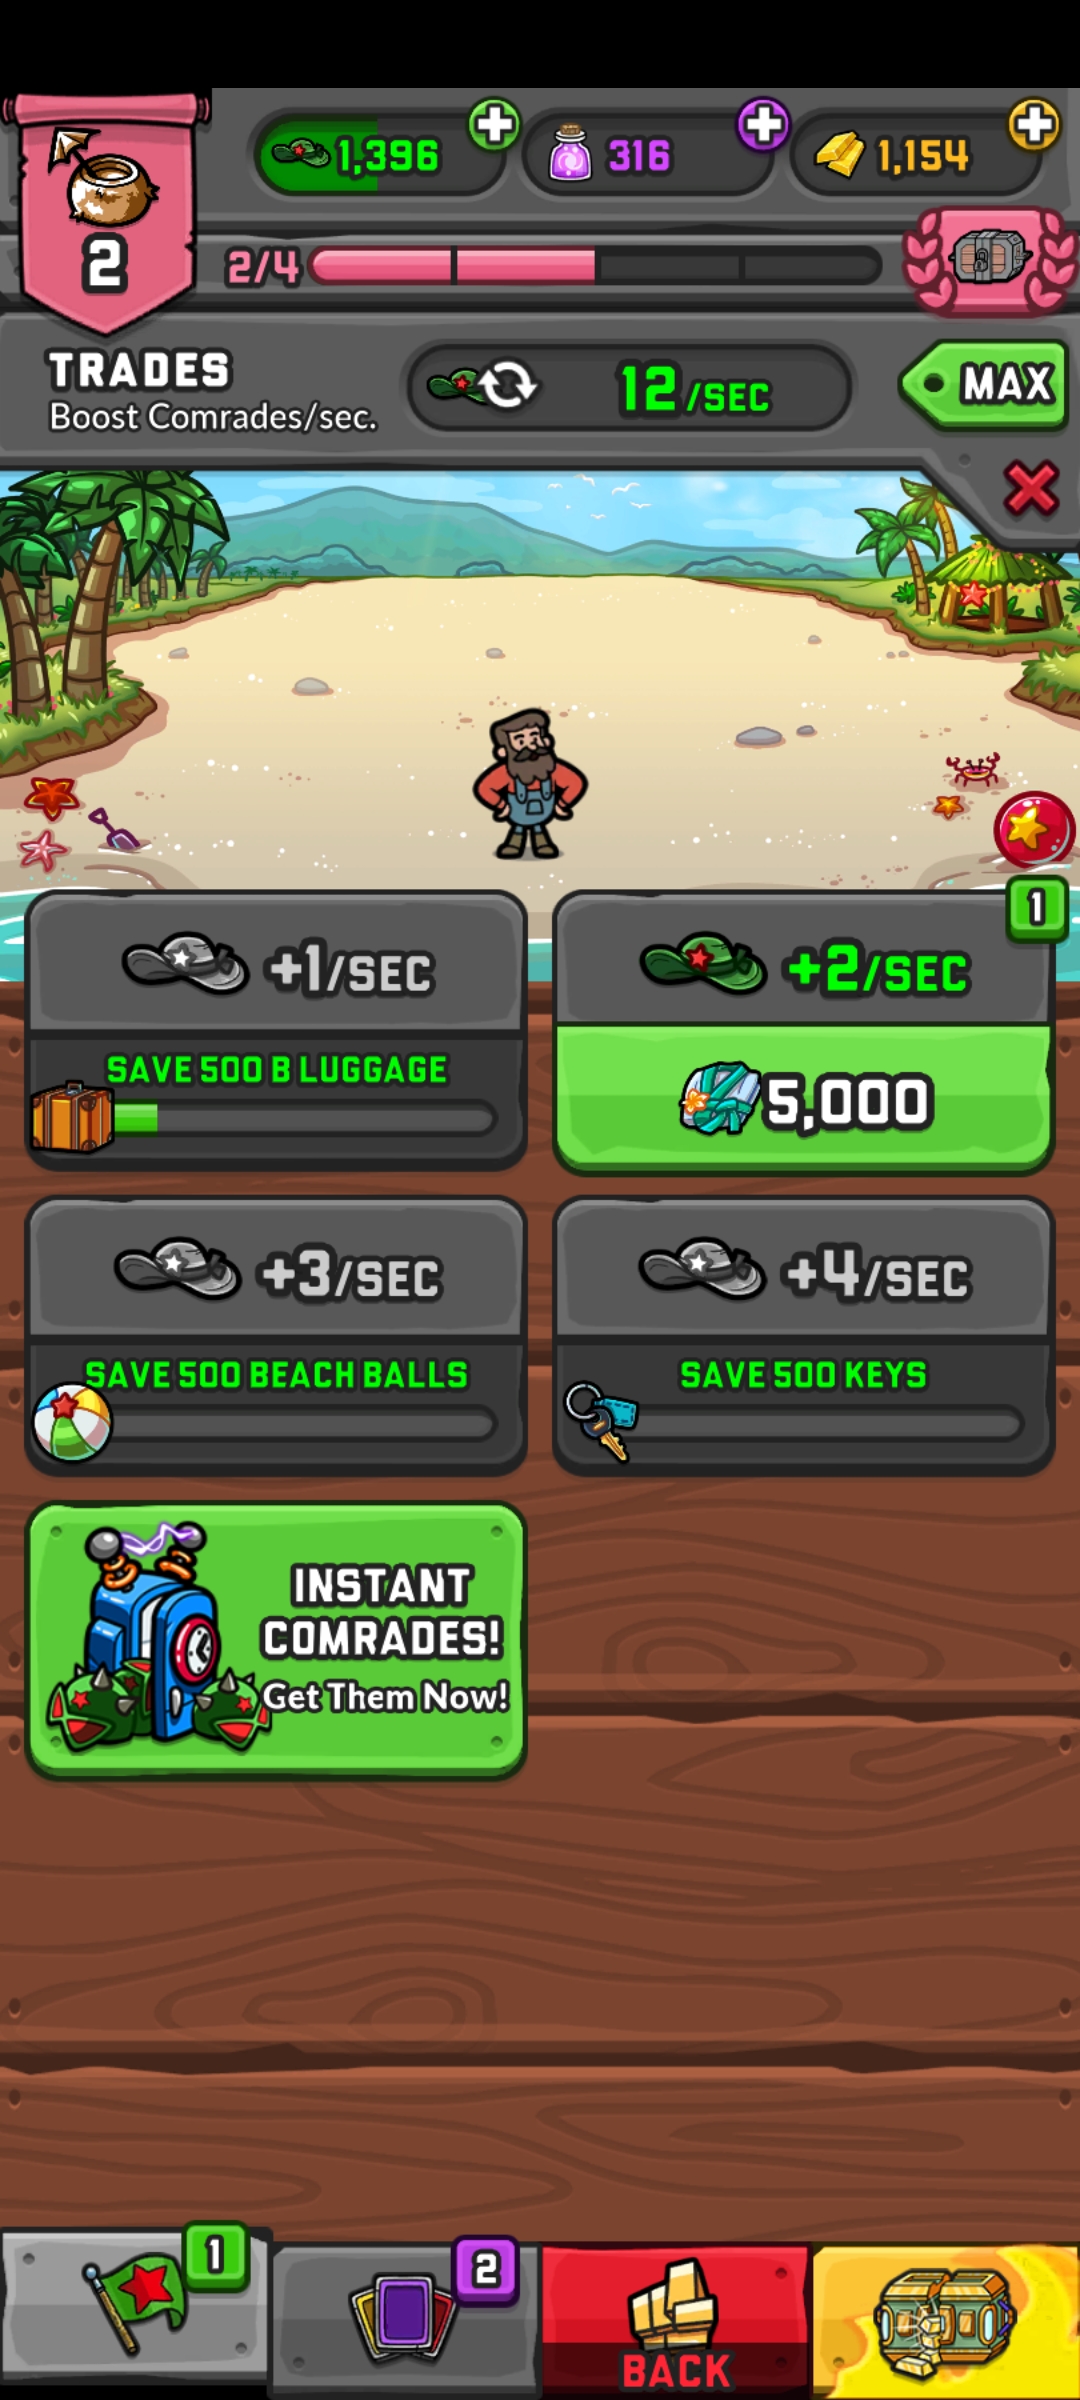 1,396
316
1,154
2
2/4
TRADES
Boost Comrades/sec.
12/SEC
MAX
+1/SEC
SAVE 500 B LUGGAGE
1
+2/SEC
5,000
+3/SEC
SAVE 500 BEACH BALLS
+4/SEC
SAVE 500 KEYS
INSTANT
COMRADES!
Get Them Now!
1
2
BACK